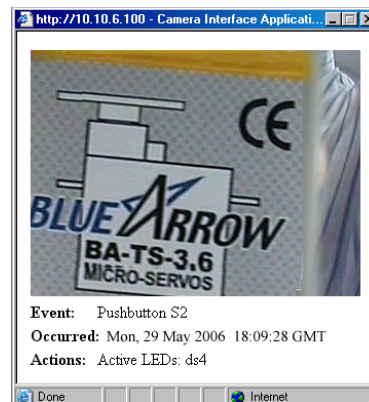 http://10.10.6.100 - Camera Interface Applicati...
CE
BLUE ARROW
BA-TS-3.6
MICRO-SERVOS
Event: Pushbutton S2
Occurred: Mon, 29 May 2006 18:09:28 GMT
Actions: Active LEDs: ds4
Done
Internet